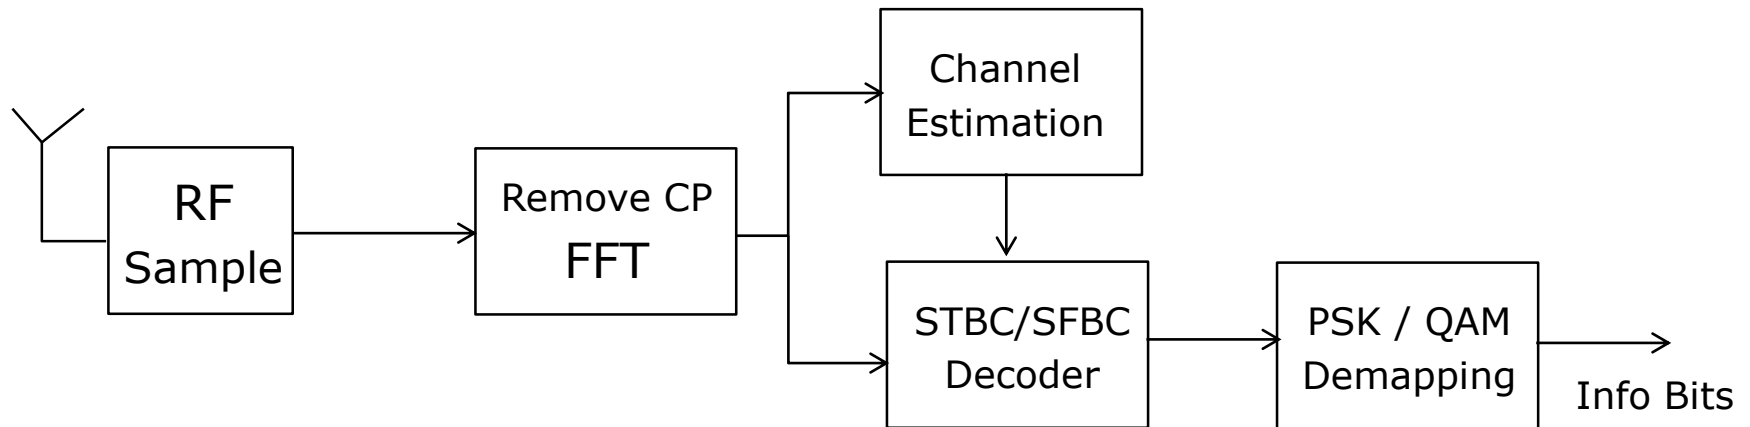 RF
Sample
Remove CP
FFT
Channel
Estimation
STBC/SFBC
Decoder
PSK / QAM
Demapping
Info Bits